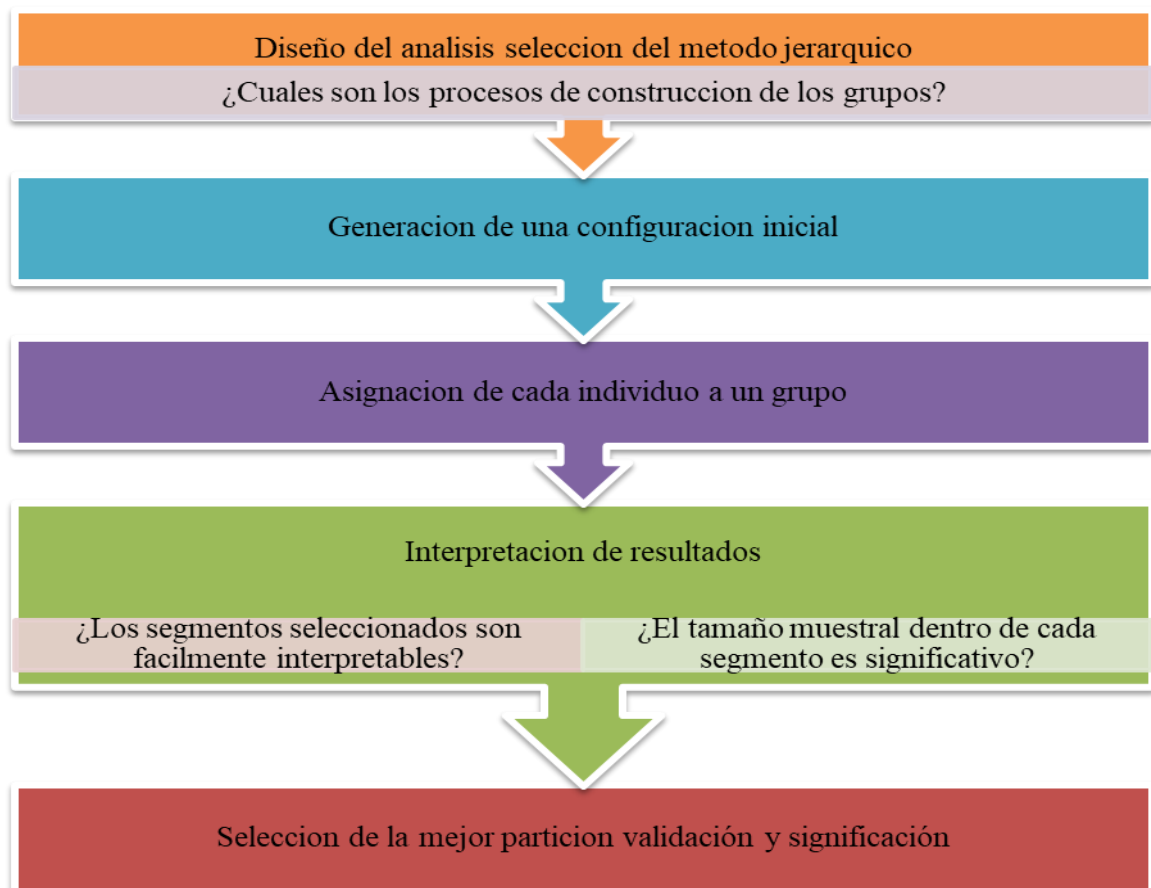 Diseño del analisis seleccion del metodo jerarquico
¿Cuales son los procesos de construccion de los grupos?
Generacion de una configuracion inicial
Asignacion de cada individuo a un grupo
Interpretacion de resultados
¿Los segmentos seleccionados son
facilmente interpretables?
¿El tamaño muestral dentro de cada
segmento es significativo?
Seleccion de la mejor particion validación y significación